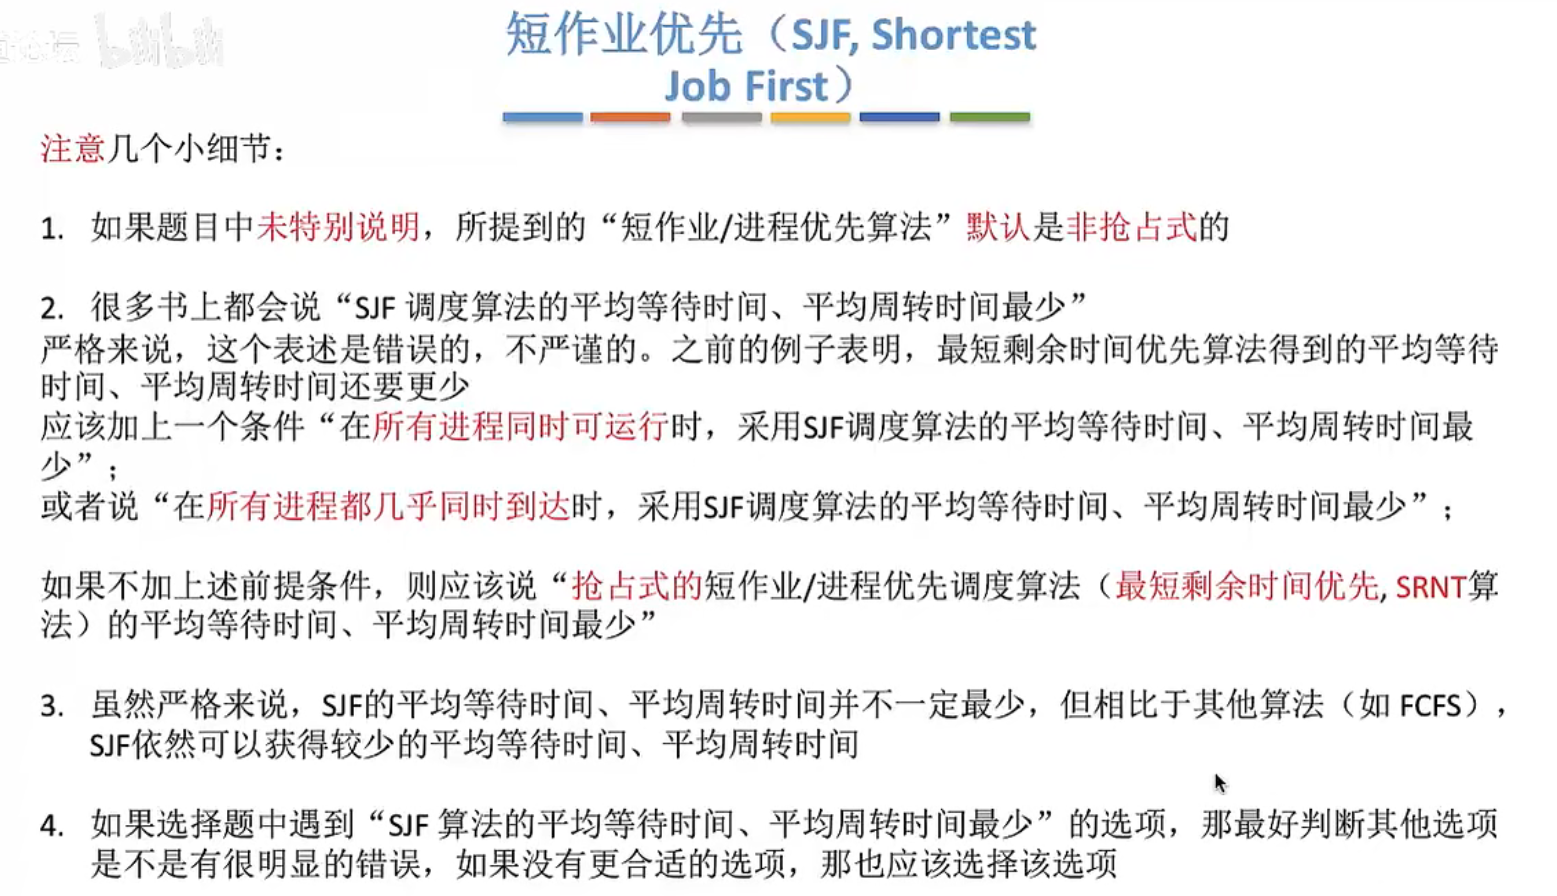 论坛 bilibili
短作业优先（SJF, Shortest
Job First）
注意几个小细节：
1. 如果题目中未特别说明，所提到的“短作业/进程优先算法”默认是非抢占式的
2. 很多书上都会说“SJF 调度算法的平均等待时间、平均周转时间最少”
严格来说，这个表述是错误的，不严谨的。之前的例子表明，最短剩余时间优先算法得到的平均等待
时间、平均周转时间还要更少
应该加上一个条件“在所有进程同时可运行时，采用SJF调度算法的平均等待时间、平均周转时间最
少”；
或者说“在所有进程都几乎同时到达时，采用SJF调度算法的平均等待时间、平均周转时间最少”；
如果不加上述前提条件，则应该说“抢占式的短作业/进程优先调度算法（最短剩余时间优先, SRNT算
法）的平均等待时间、平均周转时间最少”
3. 虽然严格来说，SJF的平均等待时间、平均周转时间并不一定最少，但相比于其他算法（如 FCFS），
SJF依然可以获得较少的平均等待时间、平均周转时间
4. 如果选择题中遇到“SJF 算法的平均等待时间、平均周转时间最少”的选项，那最好判断其他选项
是不是有很明显的错误，如果没有更合适的选项，那也应该选择该选项